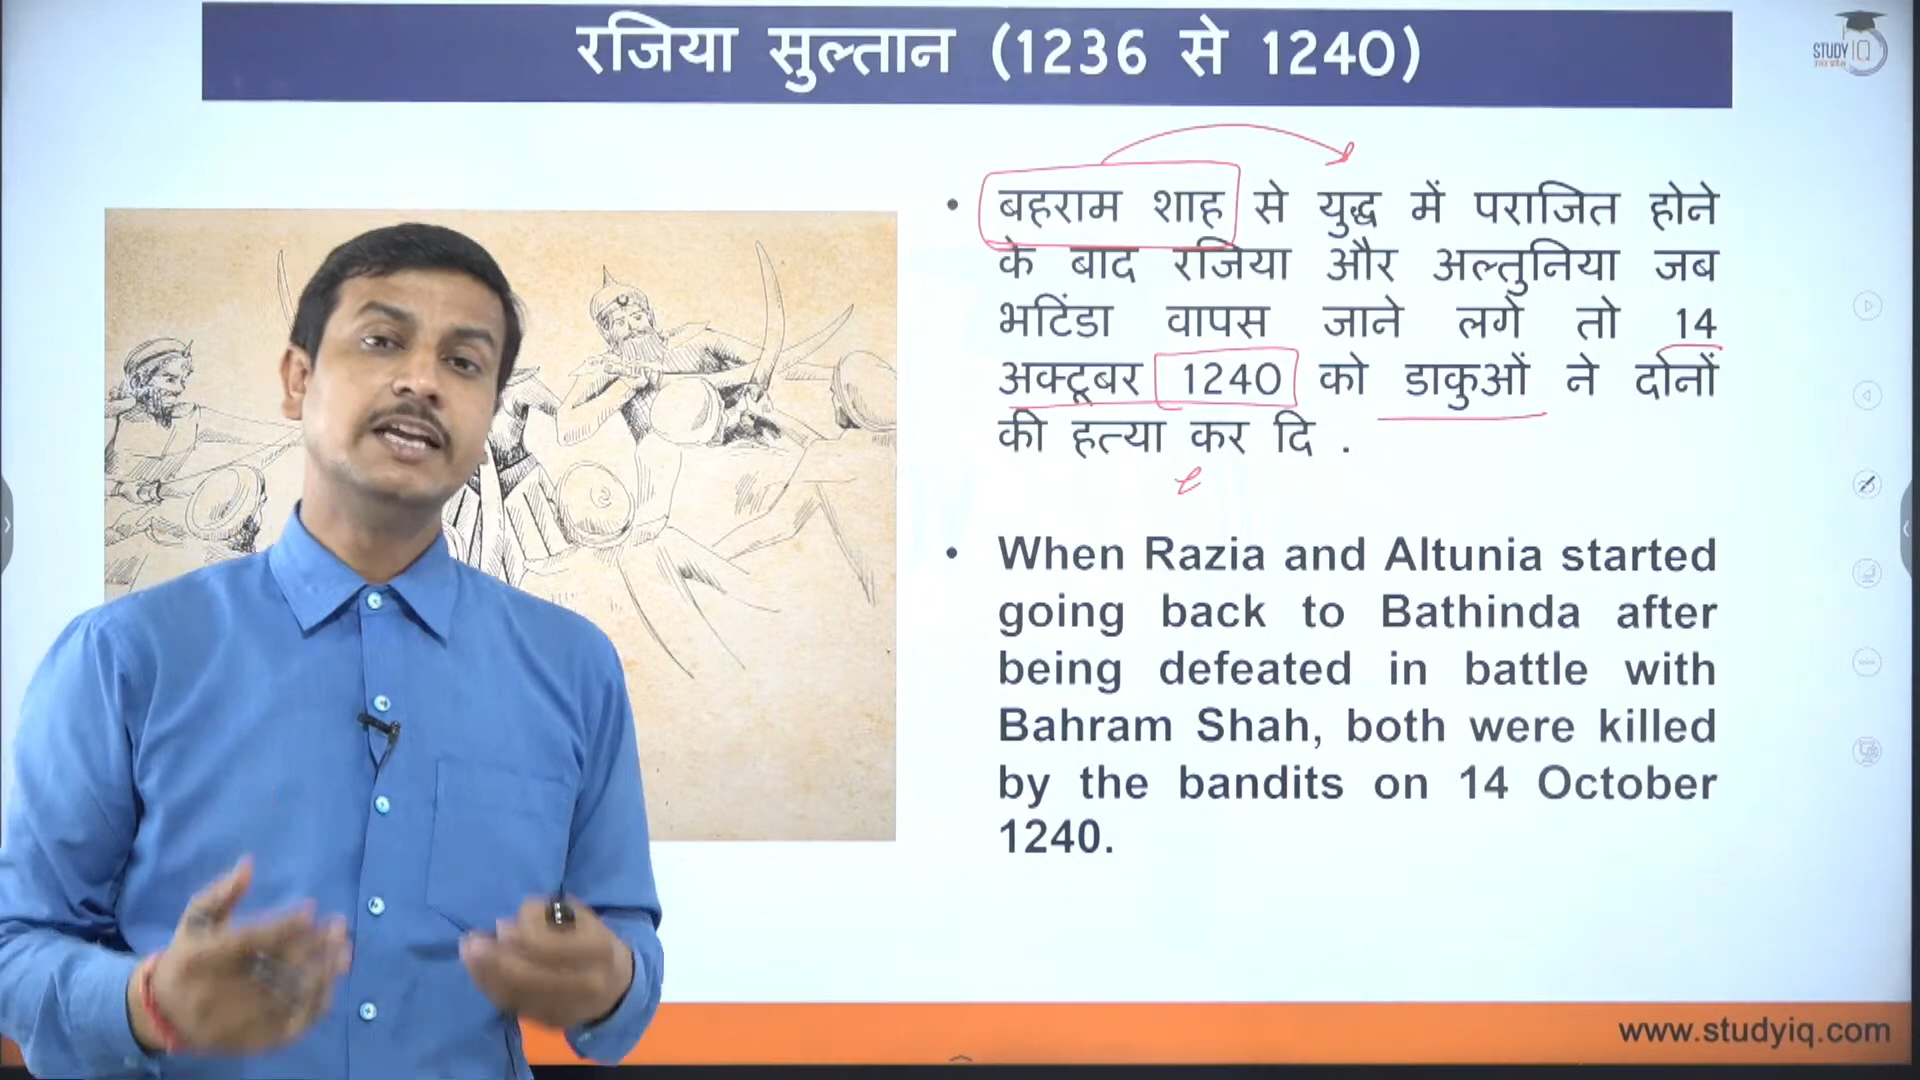 रजिया सुल्तान (1236 से 1240)
STUDY IQ
• बहराम शाह से युद्ध में पराजित होने
के बाद रजिया और अल्तुनिया जब
भटिंडा वापस जाने लगे तो 14
अक्टूबर 1240 को डाकुओं ने दोनों
की हत्या कर दि .
• When Razia and Altunia started
going back to Bathinda after
being defeated in battle with
Bahram Shah, both were killed
by the bandits on 14 October
1240.
www.studyiq.com